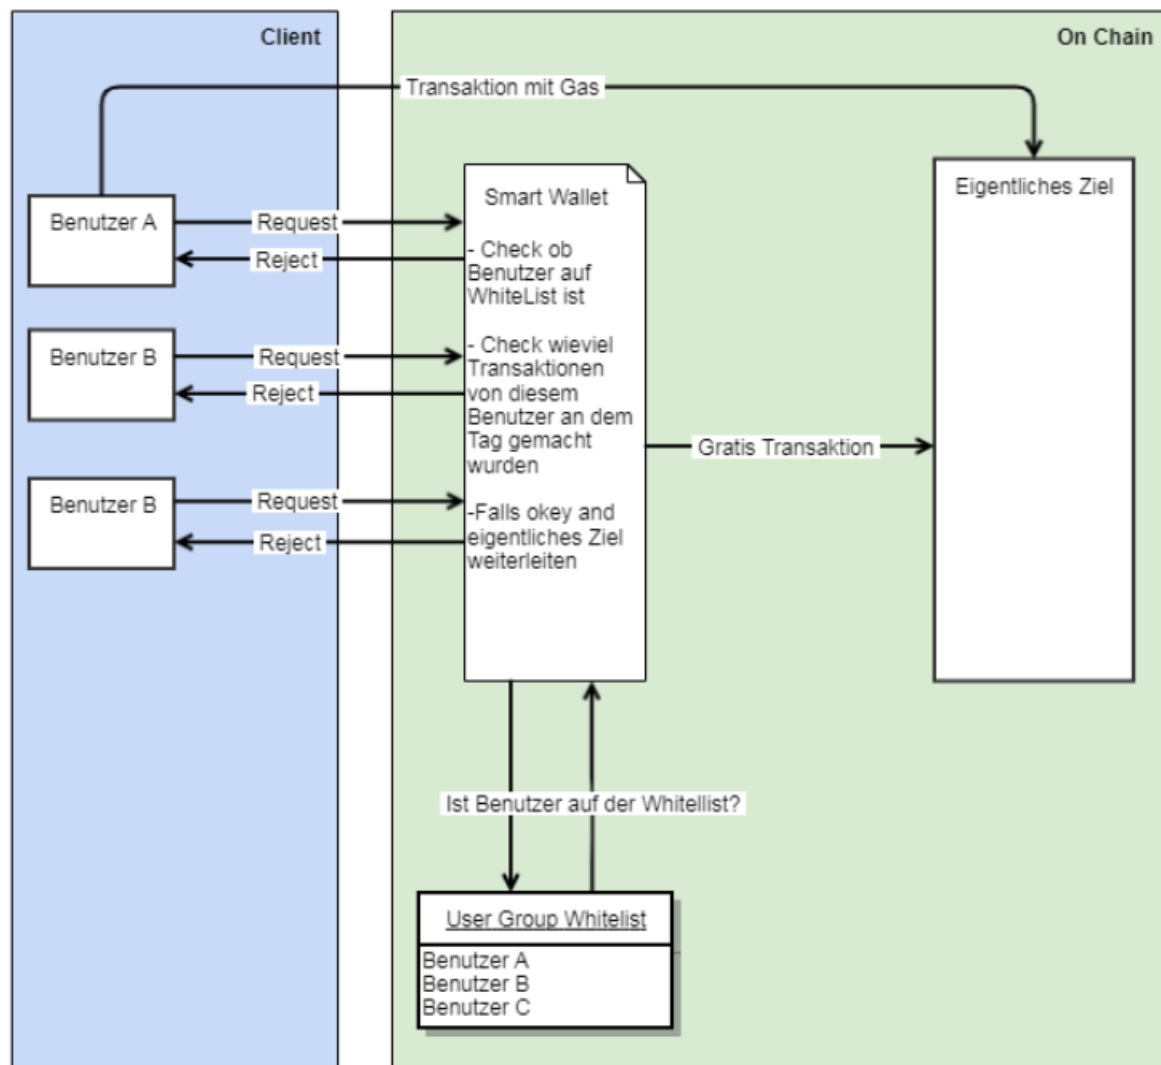 Client
On Chain
Transaktion mit Gas
Benutzer A
Request
Reject
Benutzer B
Request
Reject
Benutzer B
Request
Reject
Smart Wallet
- Check ob
Benutzer auf
WhiteList ist
- Check wieviel
Transaktionen
von diesem
Benutzer an dem
Tag gemacht
wurden
-Falls okey and
eigentliches Ziel
weiterleiten
Gratis Transaktion
Eigentliches Ziel
Ist Benutzer auf der Whitellist?
User Group Whitelist
Benutzer A
Benutzer B
Benutzer C